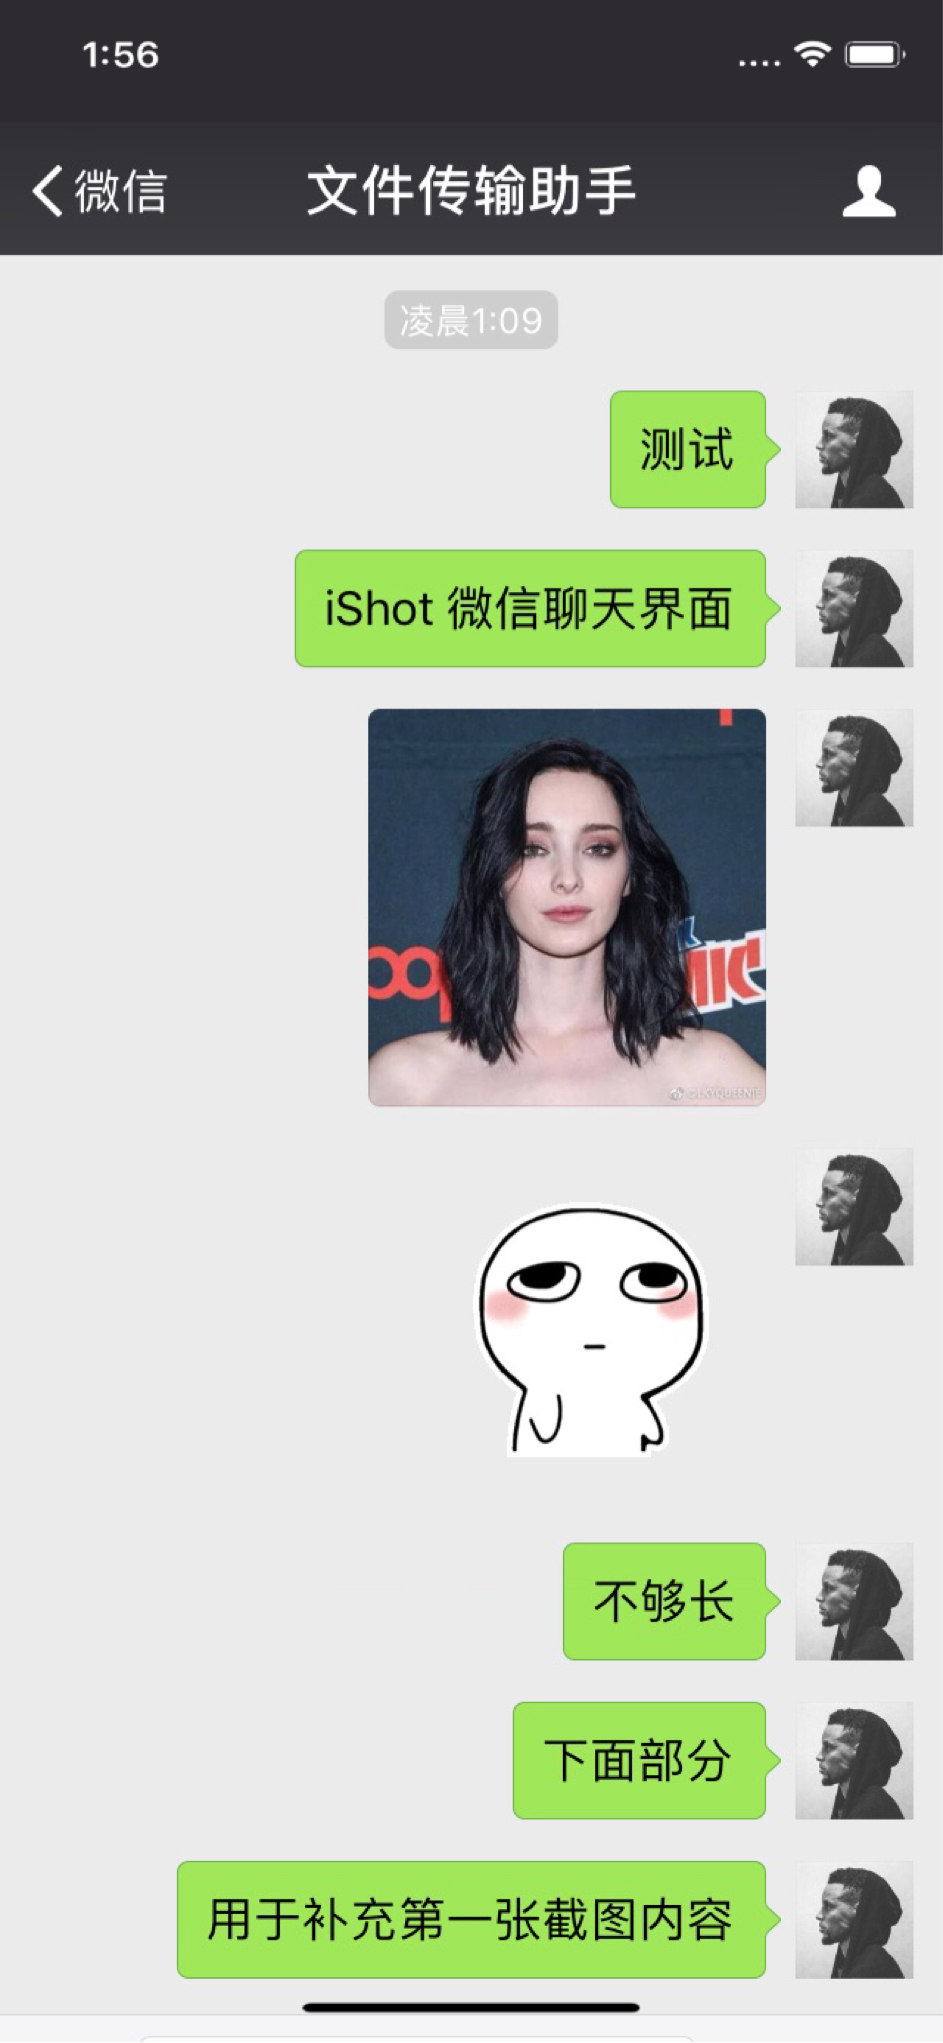 1:56
微信
文件传输助手
凌晨1:09
测试
iShot 微信聊天界面
@LKYQUEENIE
不够长
下面部分
用于补充第一张截图内容